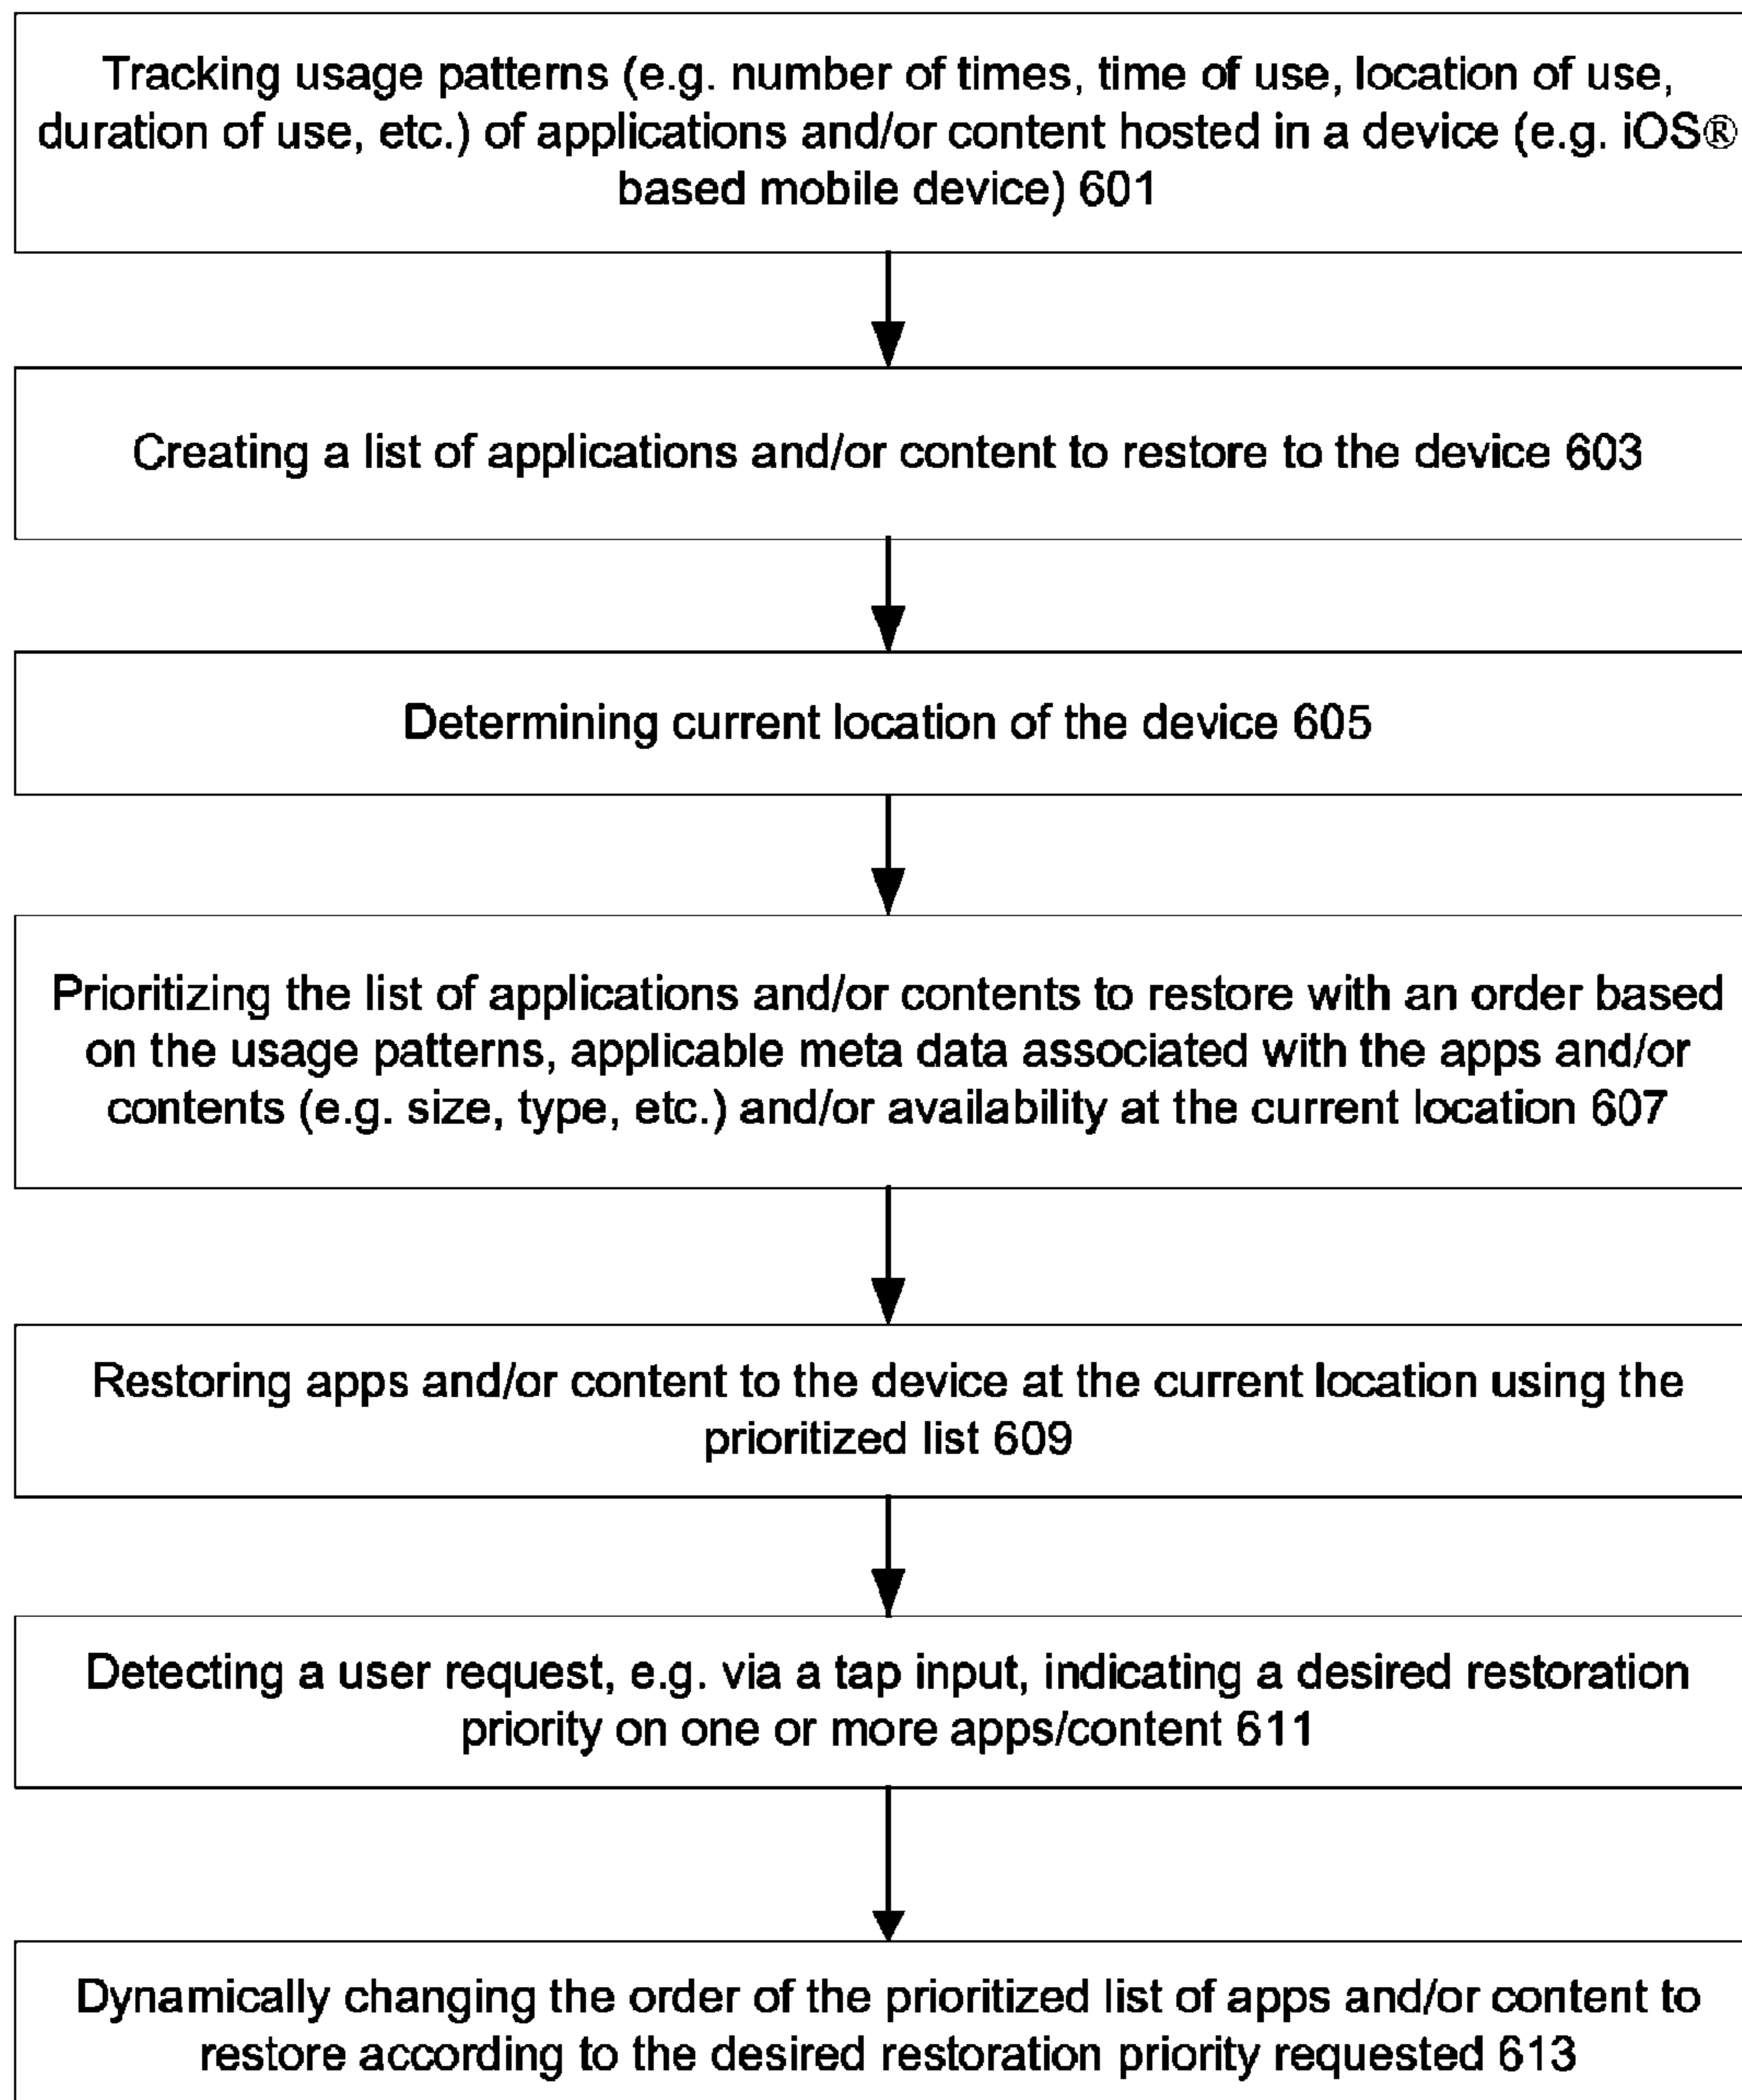 Tracking usage patterns (e.g. number of times, time of use, location of use,
duration of use, etc.) of applications and/or content hosted in a device (e.g. iOS®
based mobile device) 601
Creating a list of applications and/or content to restore to the device 603
Determining current location of the device 605
Prioritizing the list of applications and/or contents to restore with an order based
on the usage patterns, applicable meta data associated with the apps and/or
contents (e.g. size, type, etc.) and/or availability at the current location 607
Restoring apps and/or content to the device at the current location using the
prioritized list 609
Detecting a user request, e.g. via a tap input, indicating a desired restoration
priority on one or more apps/content 611
Dynamically changing the order of the prioritized list of apps and/or content to
restore according to the desired restoration priority requested 613